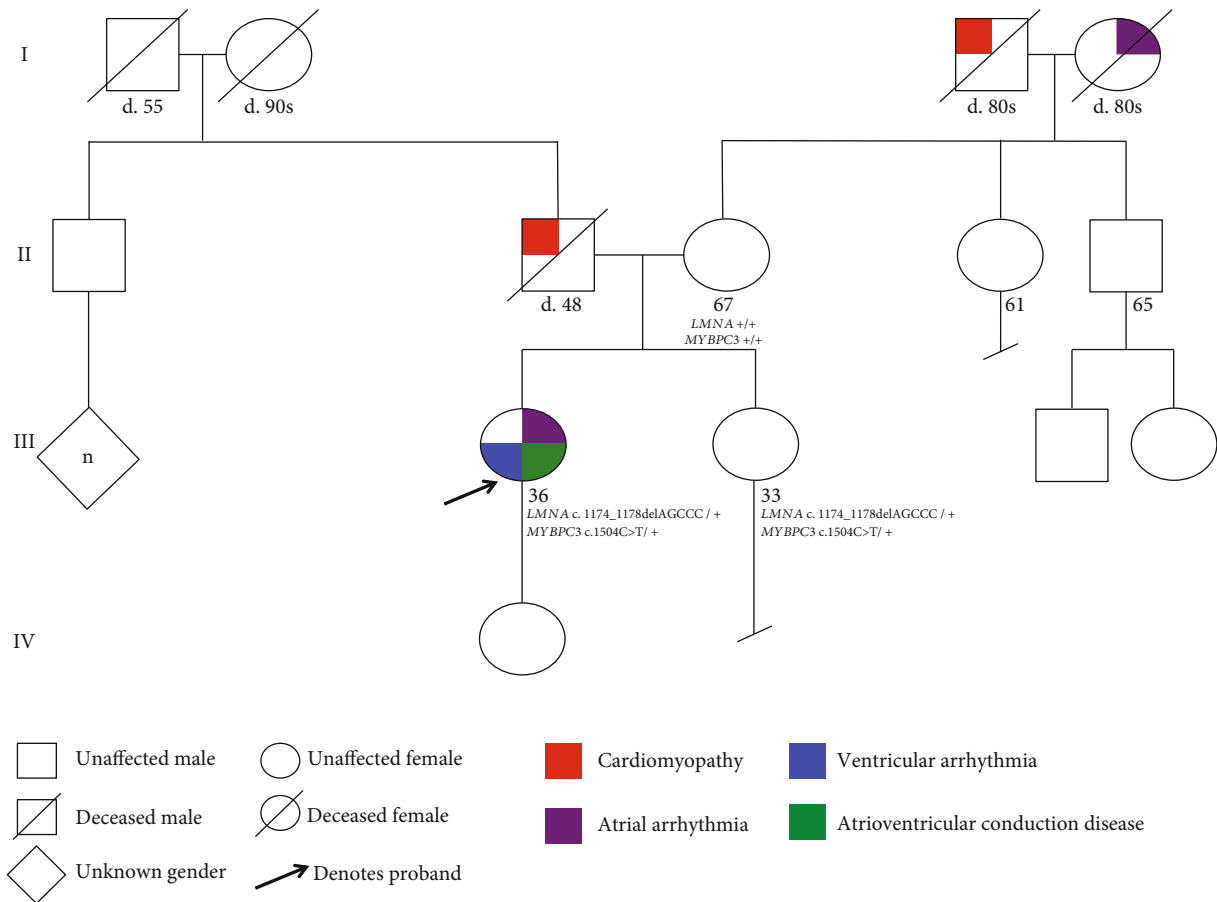 I
d. 55
d. 90s
d. 80s
d. 80s
II
d. 48
67
LMNA +/+
MYBPC3 +/+
61
65
III
n
36
LMNA c. 1174_1178delAGCCC / +
MYBPC3 c.1504C>T/ +
33
LMNA c. 1174_1178delAGCCC / +
MYBPC3 c.1504C>T/ +
IV
Unaffected male
Unaffected female
Cardiomyopathy
Ventricular arrhythmia
Deceased male
Deceased female
Atrial arrhythmia
Atrioventricular conduction disease
Unknown gender
Denotes proband